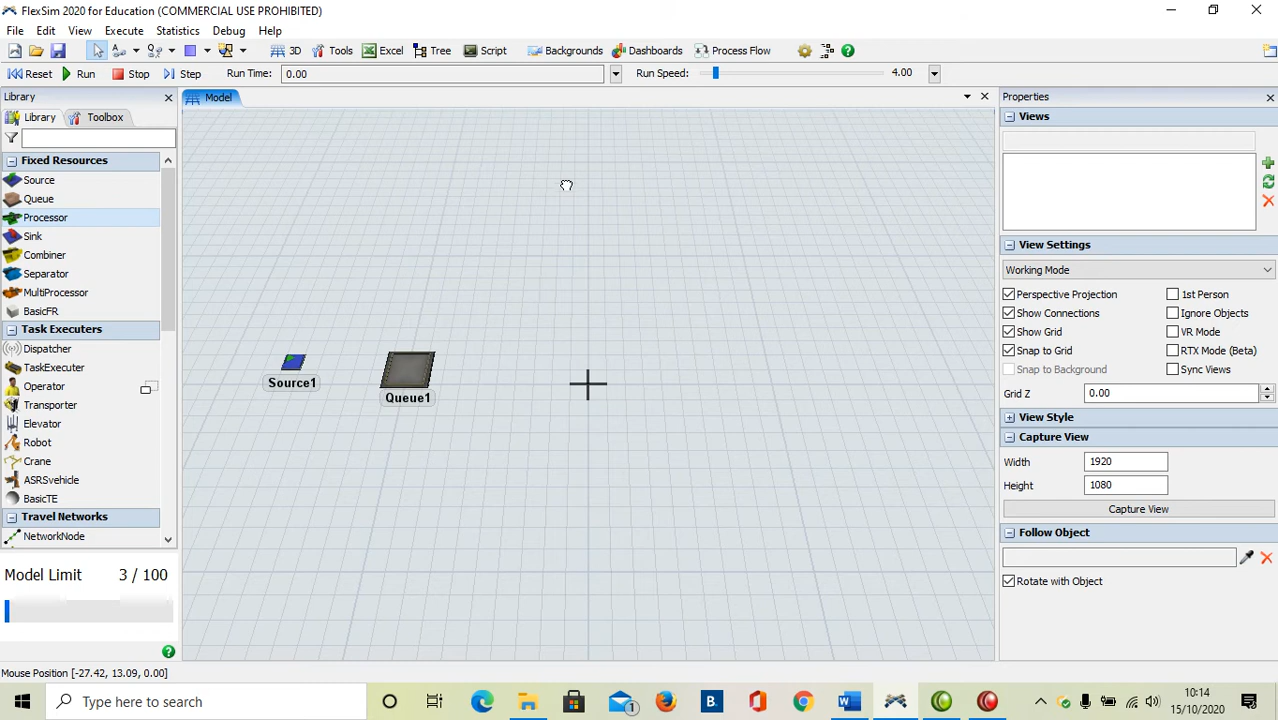 FlexSim 2020 for Education (COMMERCIAL USE PROHIBITED)
File Edit View Execute Statistics Debug Help
3D Tools Excel Tree Script Backgrounds Dashboards Process Flow
Reset Run Stop Step Run Time: 0.00 Run Speed: 4.00
Library
Model
Properties
Library Toolbox
Fixed Resources
Source
Queue
Processor
Sink
Combiner
Separator
MultiProcessor
BasicFR
Task Executers
Dispatcher
TaskExecuter
Operator
Transporter
Elevator
Robot
Crane
ASRSvehicle
BasicTE
Travel Networks
NetworkNode
Model Limit 3 / 100
Source1
Queue1
Views
View Settings
Working Mode
Perspective Projection 1st Person
Show Connections Ignore Objects
Show Grid VR Mode
Snap to Grid RTX Mode (Beta)
Snap to Background Sync Views
Grid Z 0.00
View Style
Capture View
Width 1920
Height 1080
Capture View
Follow Object
Rotate with Object
Mouse Position [-27.42, 13.09, 0.00]
Type here to search
1
B.
W
10:14
15/10/2020